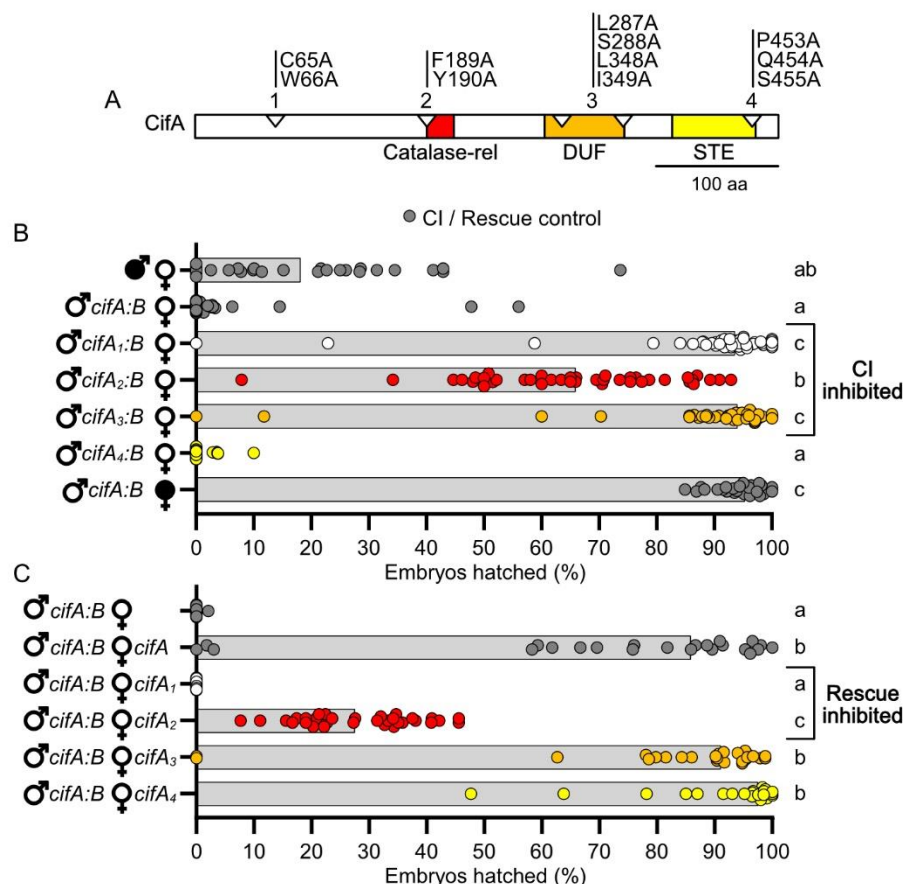 A
C65A
W66A
F189A
Y190A
L287A
S288A
L348A
I349A
P453A
Q454A
S455A
1
2
3
4
CifA
Catalase-rel
DUF
STE
100 aa
CI / Rescue control
B
ab
cifA:B
a
cifA₁:B
c
cifA₂:B
b
cifA₃:B
c
cifA₄:B
a
cifA:B
c
CI
inhibited
0 10 20 30 40 50 60 70 80 90 100
Embryos hatched (%)
C
cifA:B
a
cifA:B cifA
b
cifA:B cifA₁
a
cifA:B cifA₂
c
cifA:B cifA₃
b
cifA:B cifA₄
b
Rescue
inhibited
0 10 20 30 40 50 60 70 80 90 100
Embryos hatched (%)